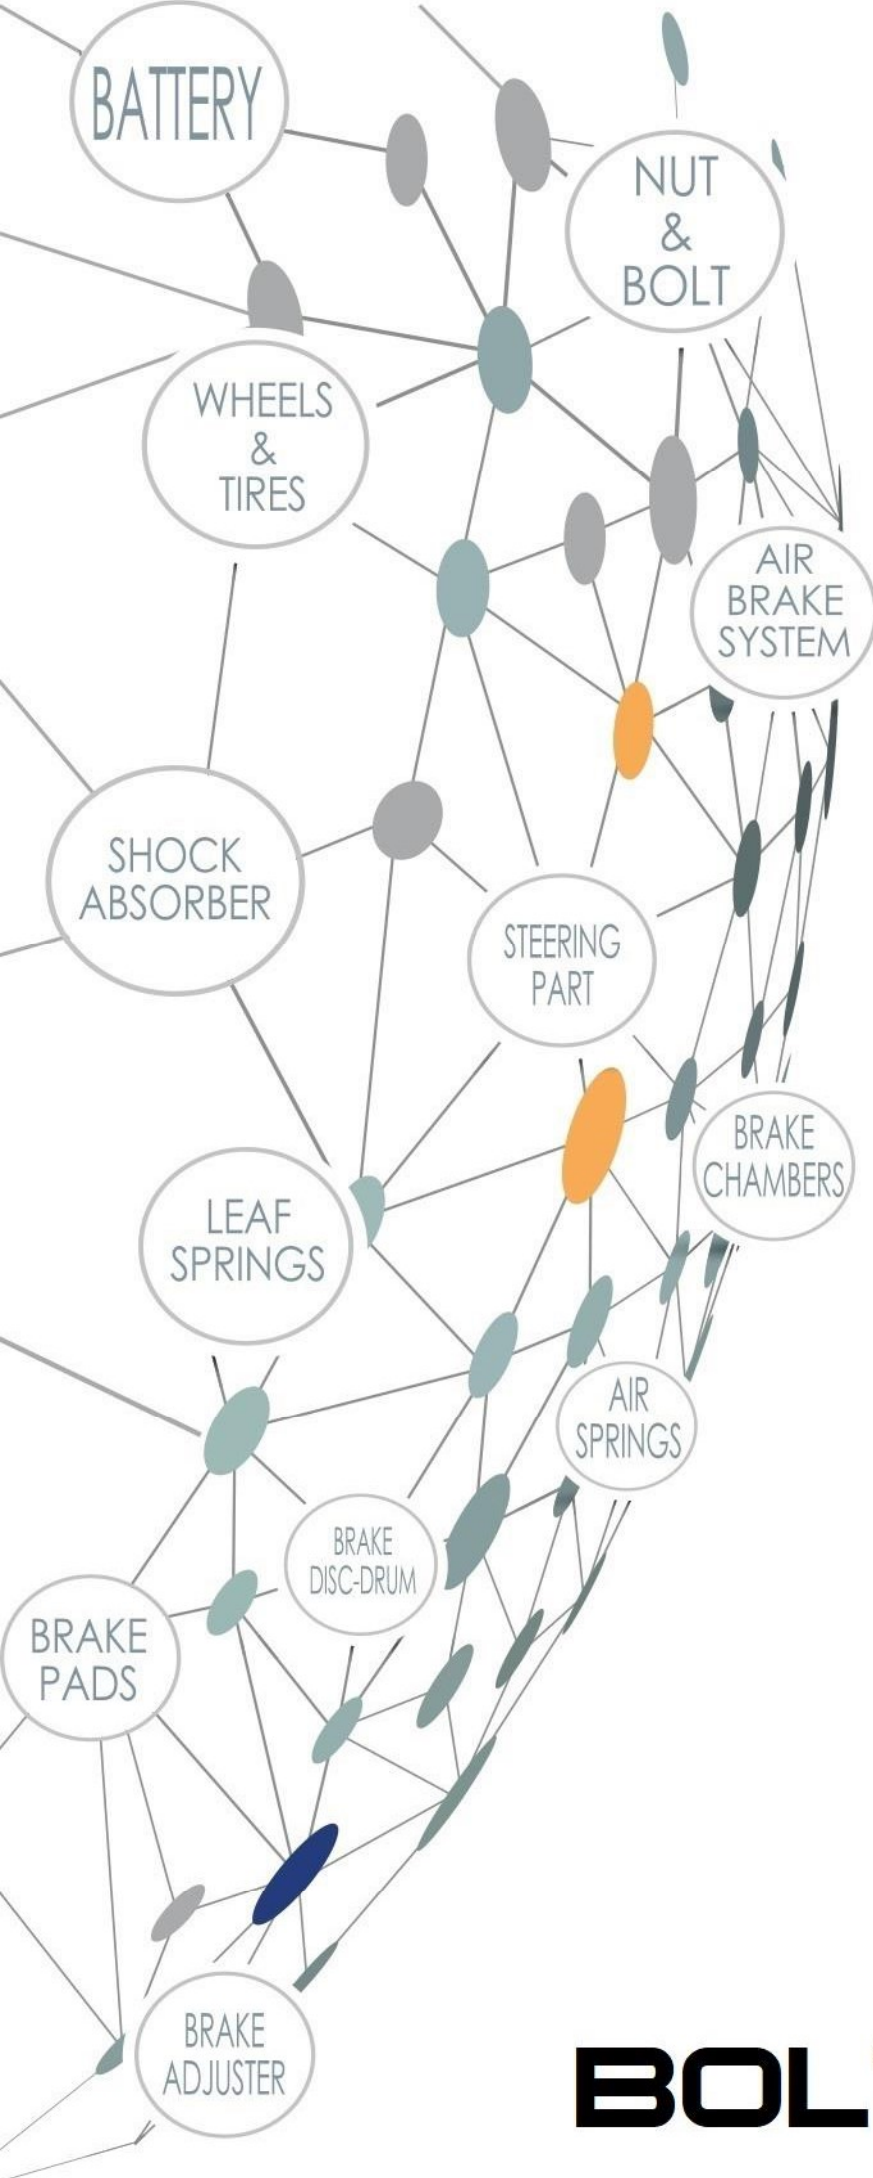 BATTERY
NUT
&
BOLT
WHEELS
&
TIRES
AIR
BRAKE
SYSTEM
SHOCK
ABSORBER
STEERING
PART
BRAKE
CHAMBERS
LEAF
SPRINGS
AIR
SPRINGS
BRAKE
DISC-DRUM
BRAKE
PADS
BRAKE
ADJUSTER
BOL